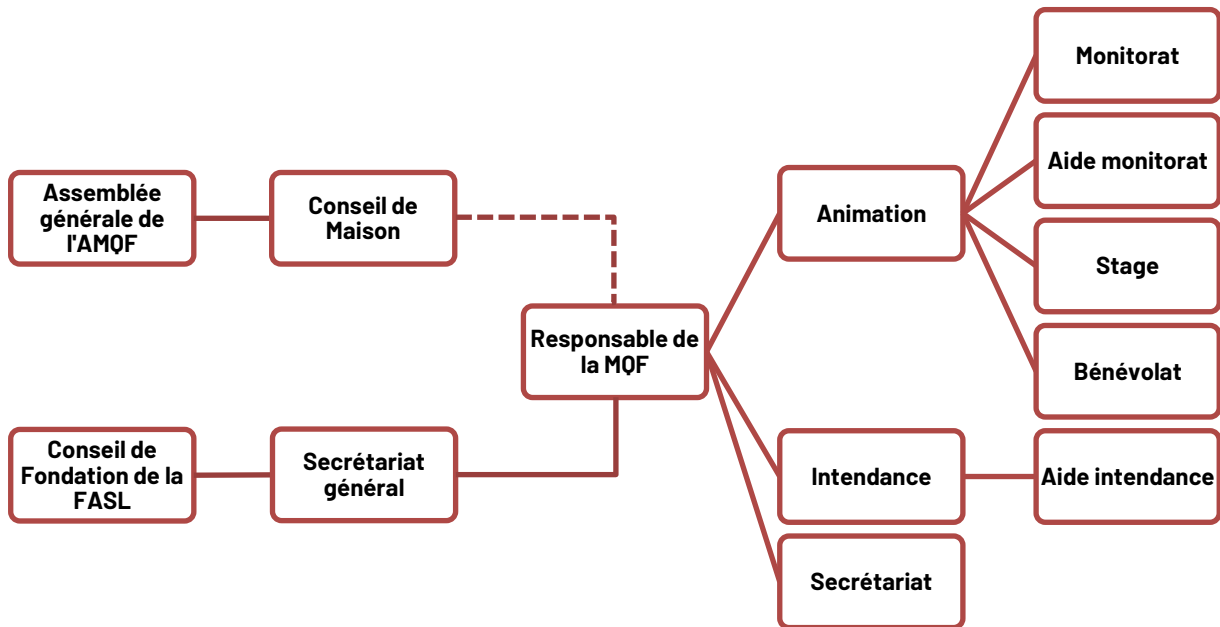 Assemblée
générale de
l'AMQF
Conseil de
Maison
Conseil de
Fondation de la
FASL
Secrétariat
général
Responsable de
la MQF
Animation
Intendance
Secrétariat
Monitorat
Aide monitorat
Stage
Bénévolat
Aide intendance